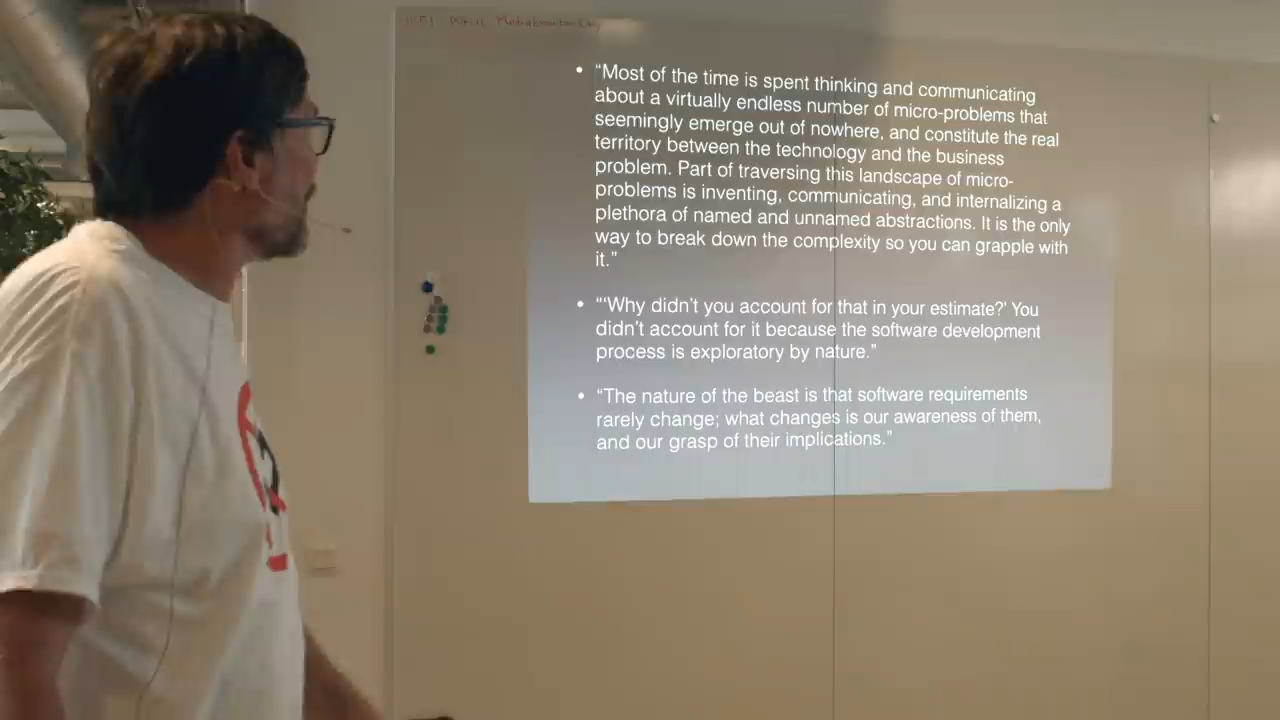 • “Most of the time is spent thinking and communicating
about a virtually endless number of micro-problems that
seemingly emerge out of nowhere, and constitute the real
territory between the technology and the business
problem. Part of traversing this landscape of micro-
problems is inventing, communicating, and internalizing a
plethora of named and unnamed abstractions. It is the only
way to break down the complexity so you can grapple with
it.”
• “‘Why didn’t you account for that in your estimate?’ You
didn’t account for it because the software development
process is exploratory by nature.”
• “The nature of the beast is that software requirements
rarely change; what changes is our awareness of them,
and our grasp of their implications.”